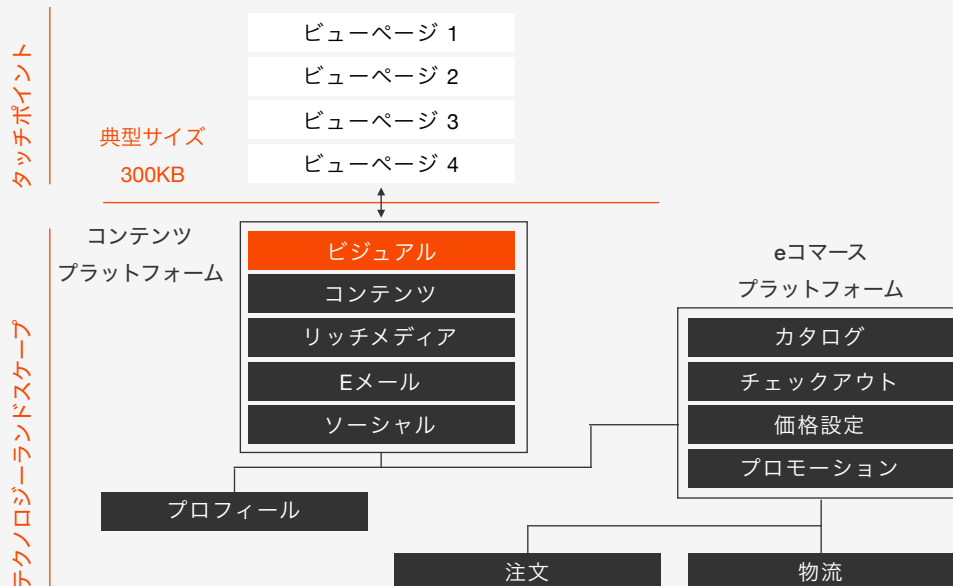 タッチポイント
ビューページ 1
ビューページ 2
ビューページ 3
ビューページ 4
典型サイズ
300KB
テクノロジーランドスケープ
コンテンツ
プラットフォーム
ビジュアル
コンテンツ
リッチメディア
Eメール
ソーシャル
eコマース
プラットフォーム
カタログ
チェックアウト
価格設定
プロモーション
プロフィール
注文
物流